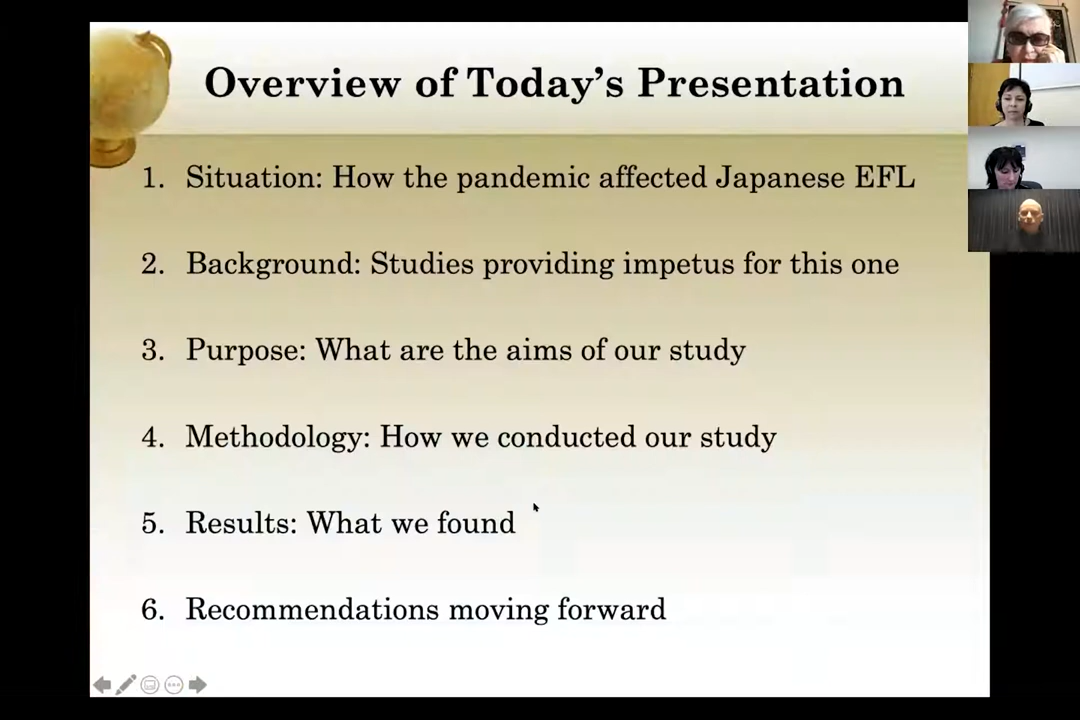 Overview of Today's Presentation
1. Situation: How the pandemic affected Japanese EFL
2. Background: Studies providing impetus for this one
3. Purpose: What are the aims of our study
4. Methodology: How we conducted our study
5. Results: What we found
6. Recommendations moving forward